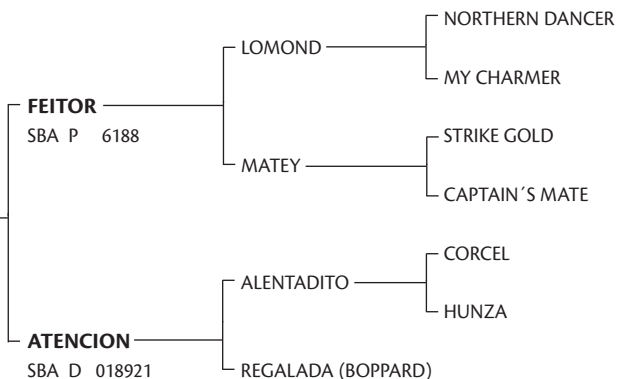 NORTHERN DANCER
LOMOND
MY CHARMER
FEITOR
SBA P 6188
STRIKE GOLD
MATEY
CAPTAIN´S MATE
CORCEL
ALENTADITO
HUNZA
ATENCION
SBA D 018921
REGALADA (BOPPARD)